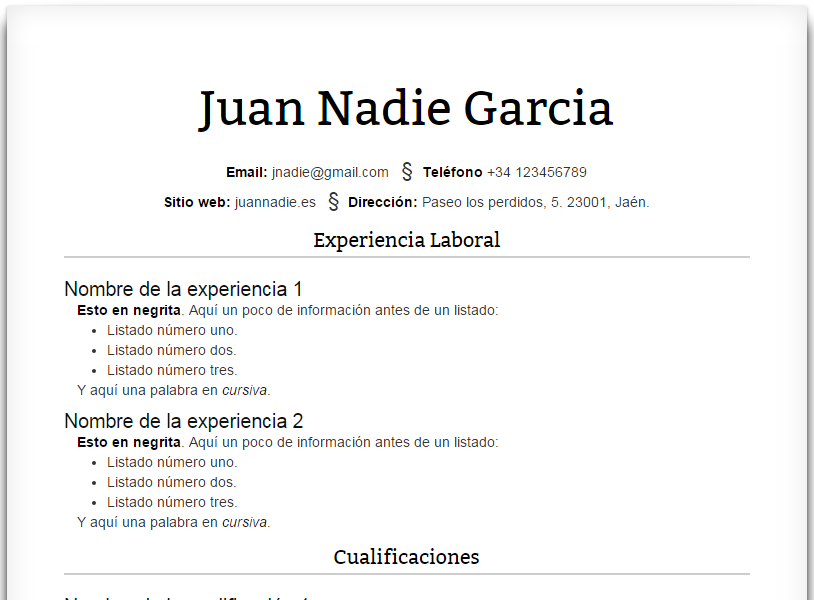 Juan Nadie Garcia
Email: jnadie@gmail.com § Teléfono +34 123456789
Sitio web: juannadie.es § Dirección: Paseo los perdidos, 5. 23001, Jaén.
Experiencia Laboral
Nombre de la experiencia 1
Esto en negrita. Aquí un poco de información antes de un listado:
• Listado número uno.
• Listado número dos.
• Listado número tres.
Y aquí una palabra en cursiva.
Nombre de la experiencia 2
Esto en negrita. Aquí un poco de información antes de un listado:
• Listado número uno.
• Listado número dos.
• Listado número tres.
Y aquí una palabra en cursiva.
Cualificaciones